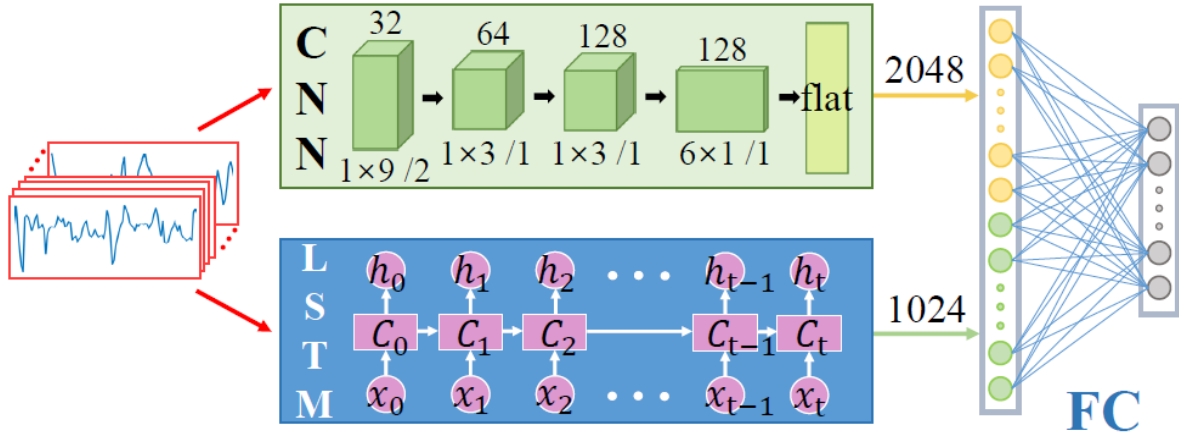 C
N
N
32
64
128
128
flat
1×9 /2
1×3 /1
1×3 /1
6×1 /1
2048
L
S
T
M
h₀
h₁
h₂
. . .
hₜ₋₁
hₜ
C₀
C₁
C₂
Cₜ₋₁
Cₜ
x₀
x₁
x₂
. . .
xₜ₋₁
xₜ
1024
FC